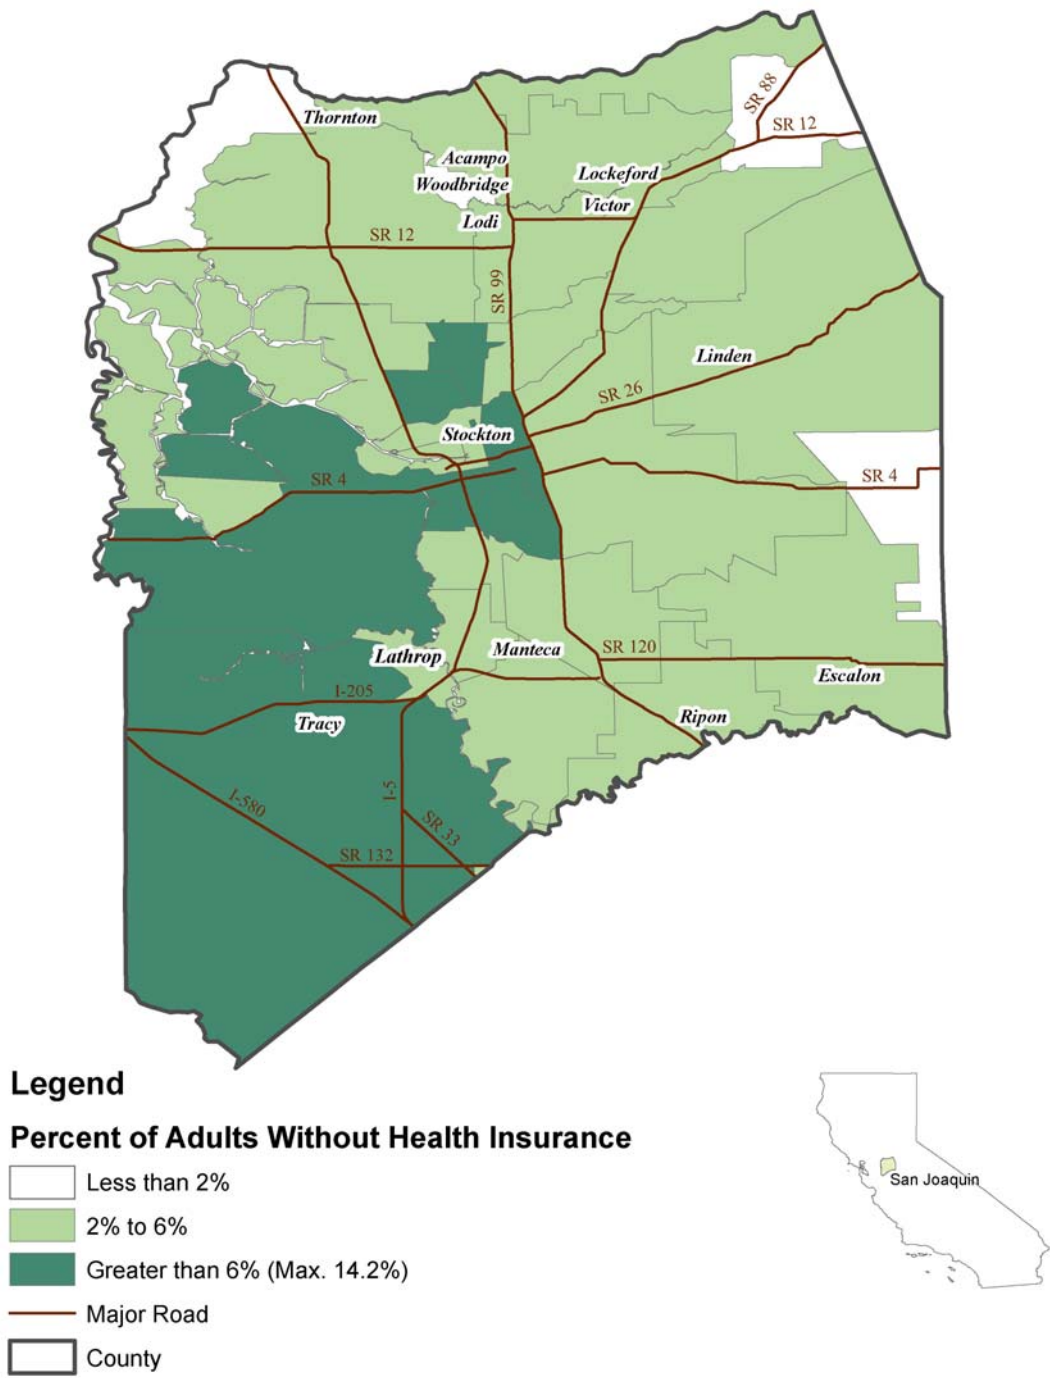 SR 88
Thornton
SR 12
Acampo
Woodbridge
Lockeford
Victor
Lodi
SR 12
SR 99
Linden
SR 26
Stockton
SR 4
SR 4
SR 120
Manteca
Lathrop
Escalon
I-205
Ripon
Tracy
I-5
I-580
SR 33
SR 132
Legend
Percent of Adults Without Health Insurance
Less than 2%
2% to 6%
Greater than 6% (Max. 14.2%)
Major Road
County
San Joaquin